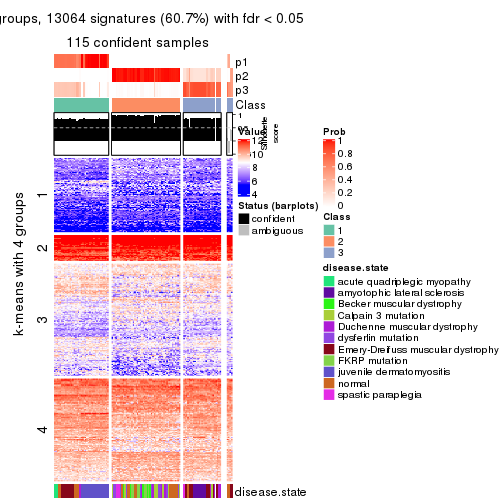 groups, 13064 signatures (60.7%) with fdr < 0.05
115 confident samples
p1
p2
p3
Class
1
score
Value
12
10
8
6
4
Status (barplots)
confident
ambiguous
Prob
1
0.8
0.6
0.4
0.2
0
Class
1
2
3
disease.state
acute quadriplegic myopathy
amyotophic lateral sclerosis
Becker muscular dystrophy
Calpain 3 mutation
Duchenne muscular dystrophy
dysferlin mutation
Emery-Dreifuss muscular dystrophy
FKRP mutation
juvenile dermatomyositis
normal
spastic paraplegia
k-means with 4 groups
1
2
3
4
disease.state